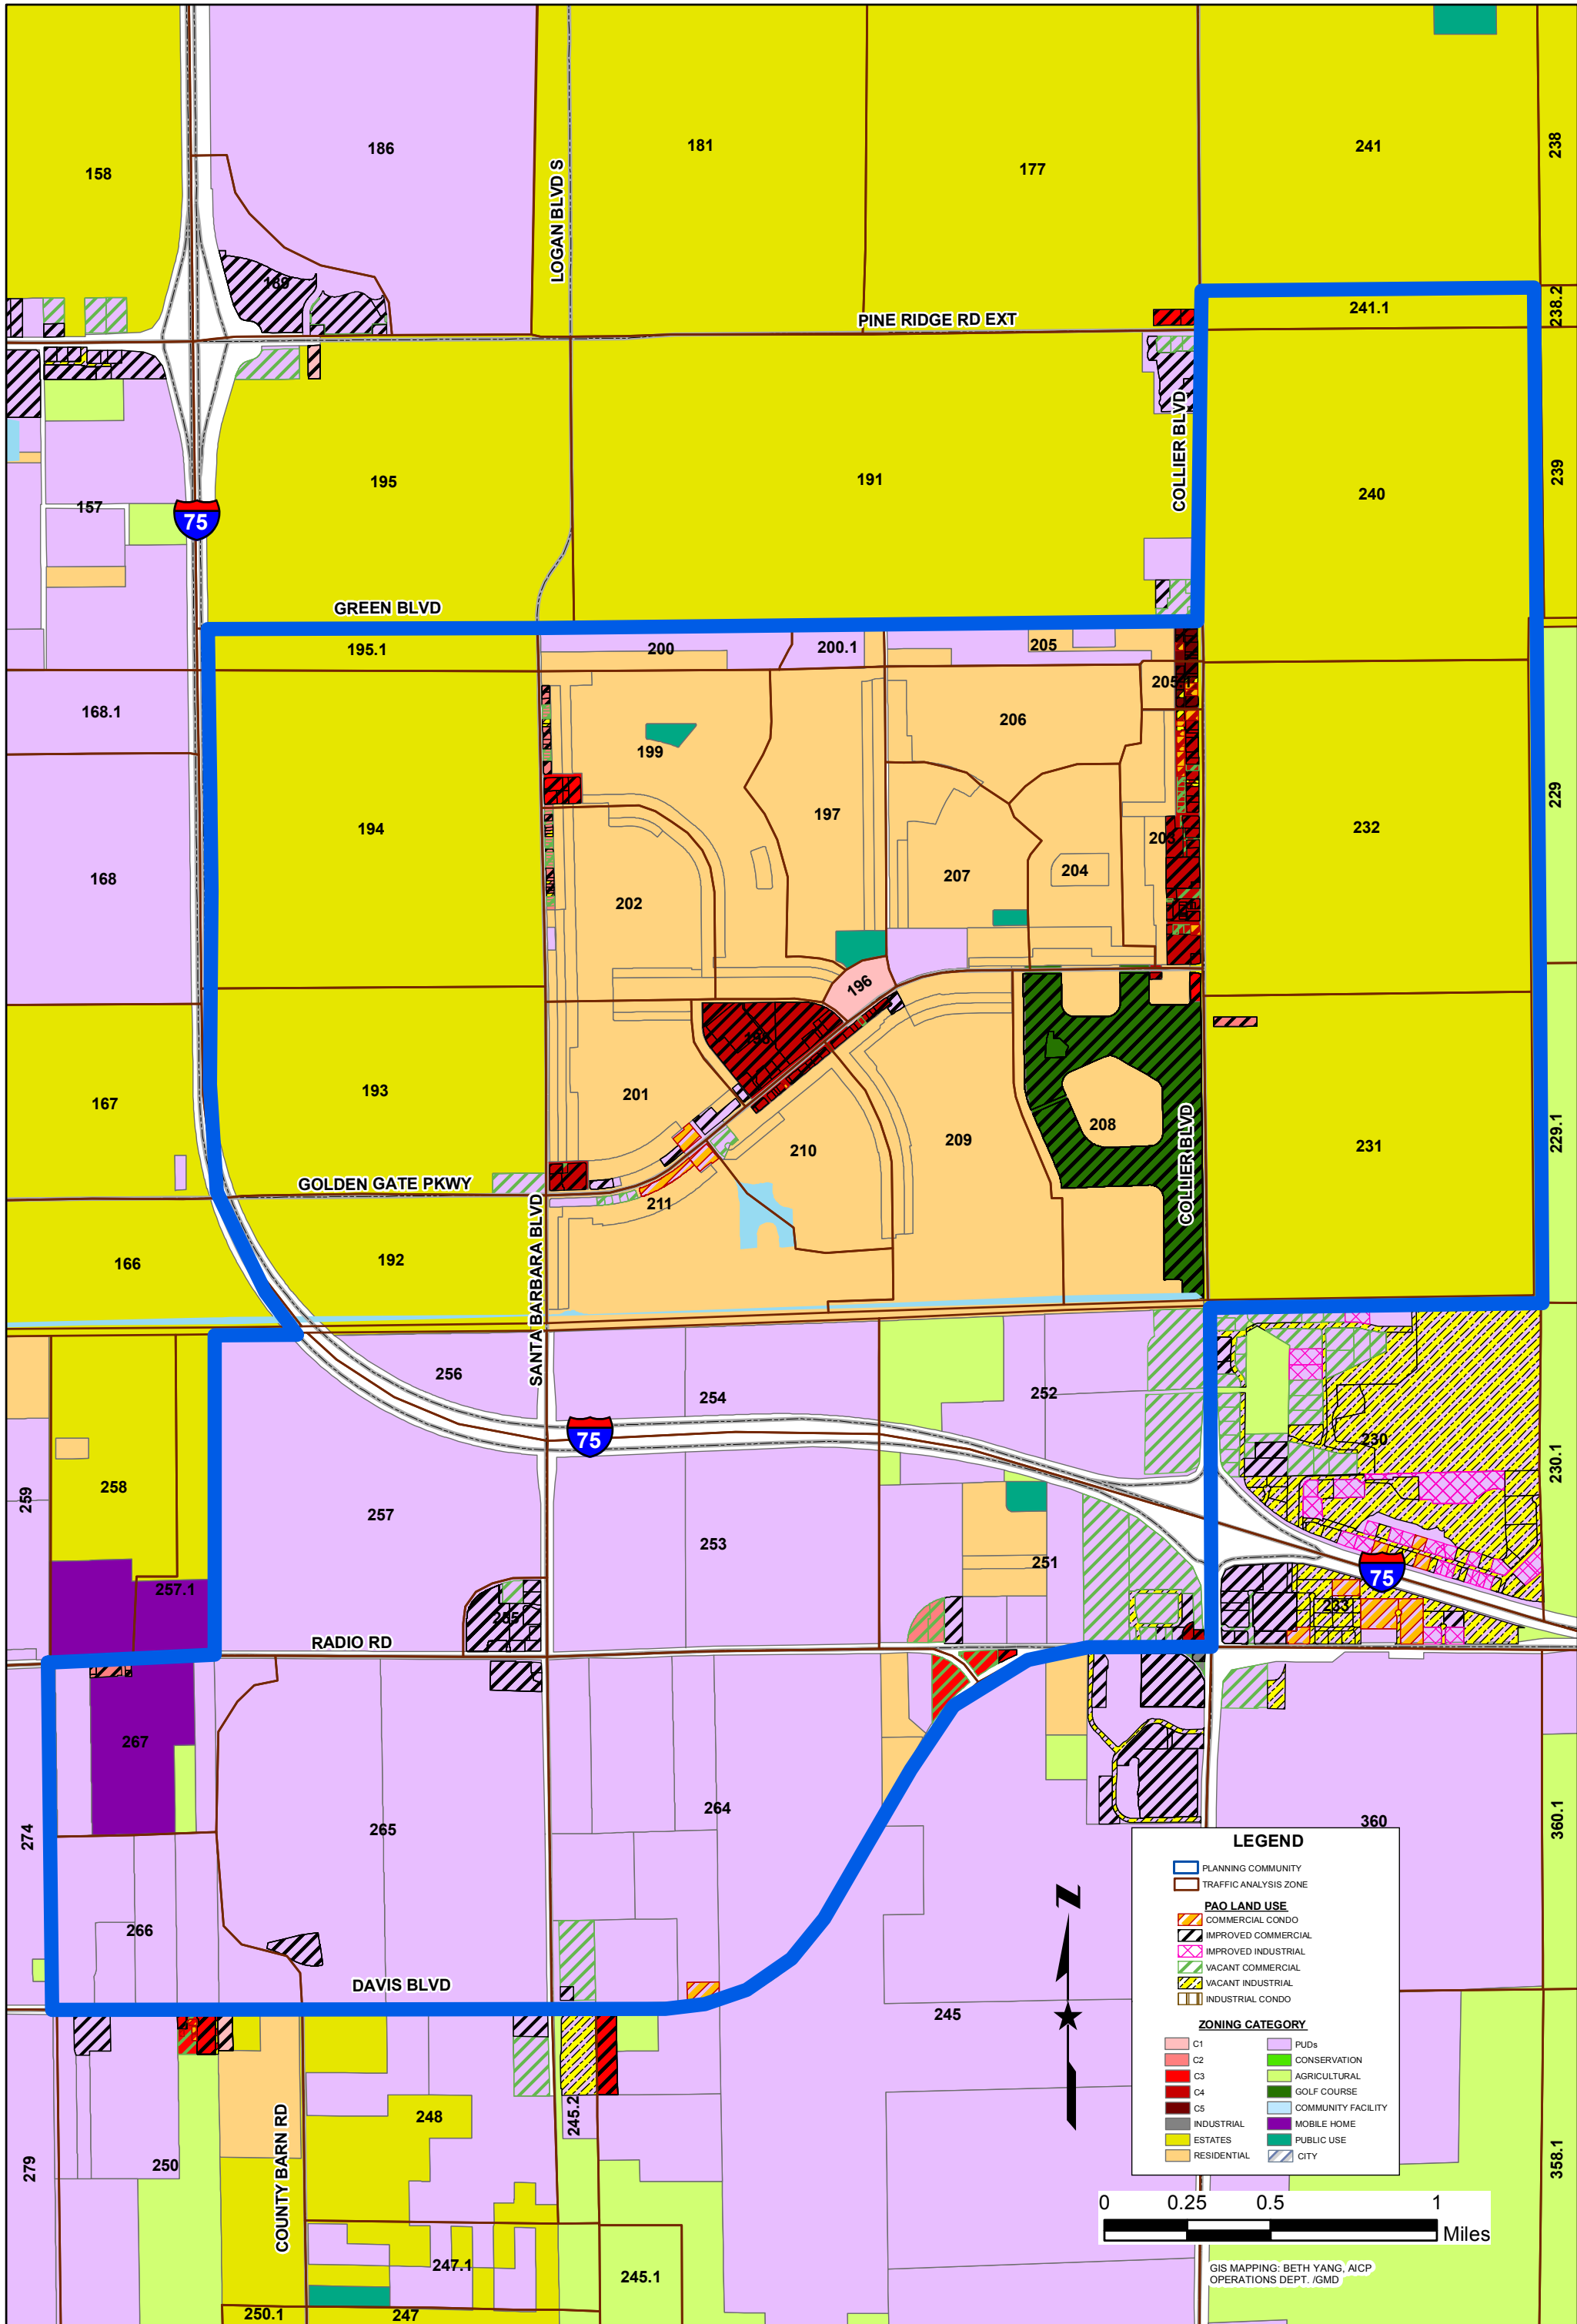 158
186
181
177
241
238
LOGAN BLVD S
189
PINE RIDGE RD EXT
241.1
238.2
COLLIER BLVD
195
191
240
239
157
75
GREEN BLVD
195.1
200
200.1
205
168.1
199
206
194
197
232
229
168
202
207
204
203
196
198
167
193
201
210
209
208
231
229.1
GOLDEN GATE PKWY
COLLIER BLVD
166
192
211
SANTA BARBARA BLVD
256
254
252
75
230
230.1
259
258
257
253
251
75
257.1
255
233
RADIO RD
267
274
265
264
360
360.1
266
DAVIS BLVD
245
248
245.2
COUNTY BARN RD
279
250
358.1
247.1
245.1
250.1
247
N
LEGEND
PLANNING COMMUNITY
TRAFFIC ANALYSIS ZONE
PAO LAND USE
COMMERCIAL CONDO
IMPROVED COMMERCIAL
IMPROVED INDUSTRIAL
VACANT COMMERCIAL
VACANT INDUSTRIAL
INDUSTRIAL CONDO
ZONING CATEGORY
C1
C2
C3
C4
C5
INDUSTRIAL
ESTATES
RESIDENTIAL
PUDs
CONSERVATION
AGRICULTURAL
GOLF COURSE
COMMUNITY FACILITY
MOBILE HOME
PUBLIC USE
CITY
0 0.25 0.5 1
Miles
GIS MAPPING: BETH YANG, AICP
OPERATIONS DEPT. /GMD